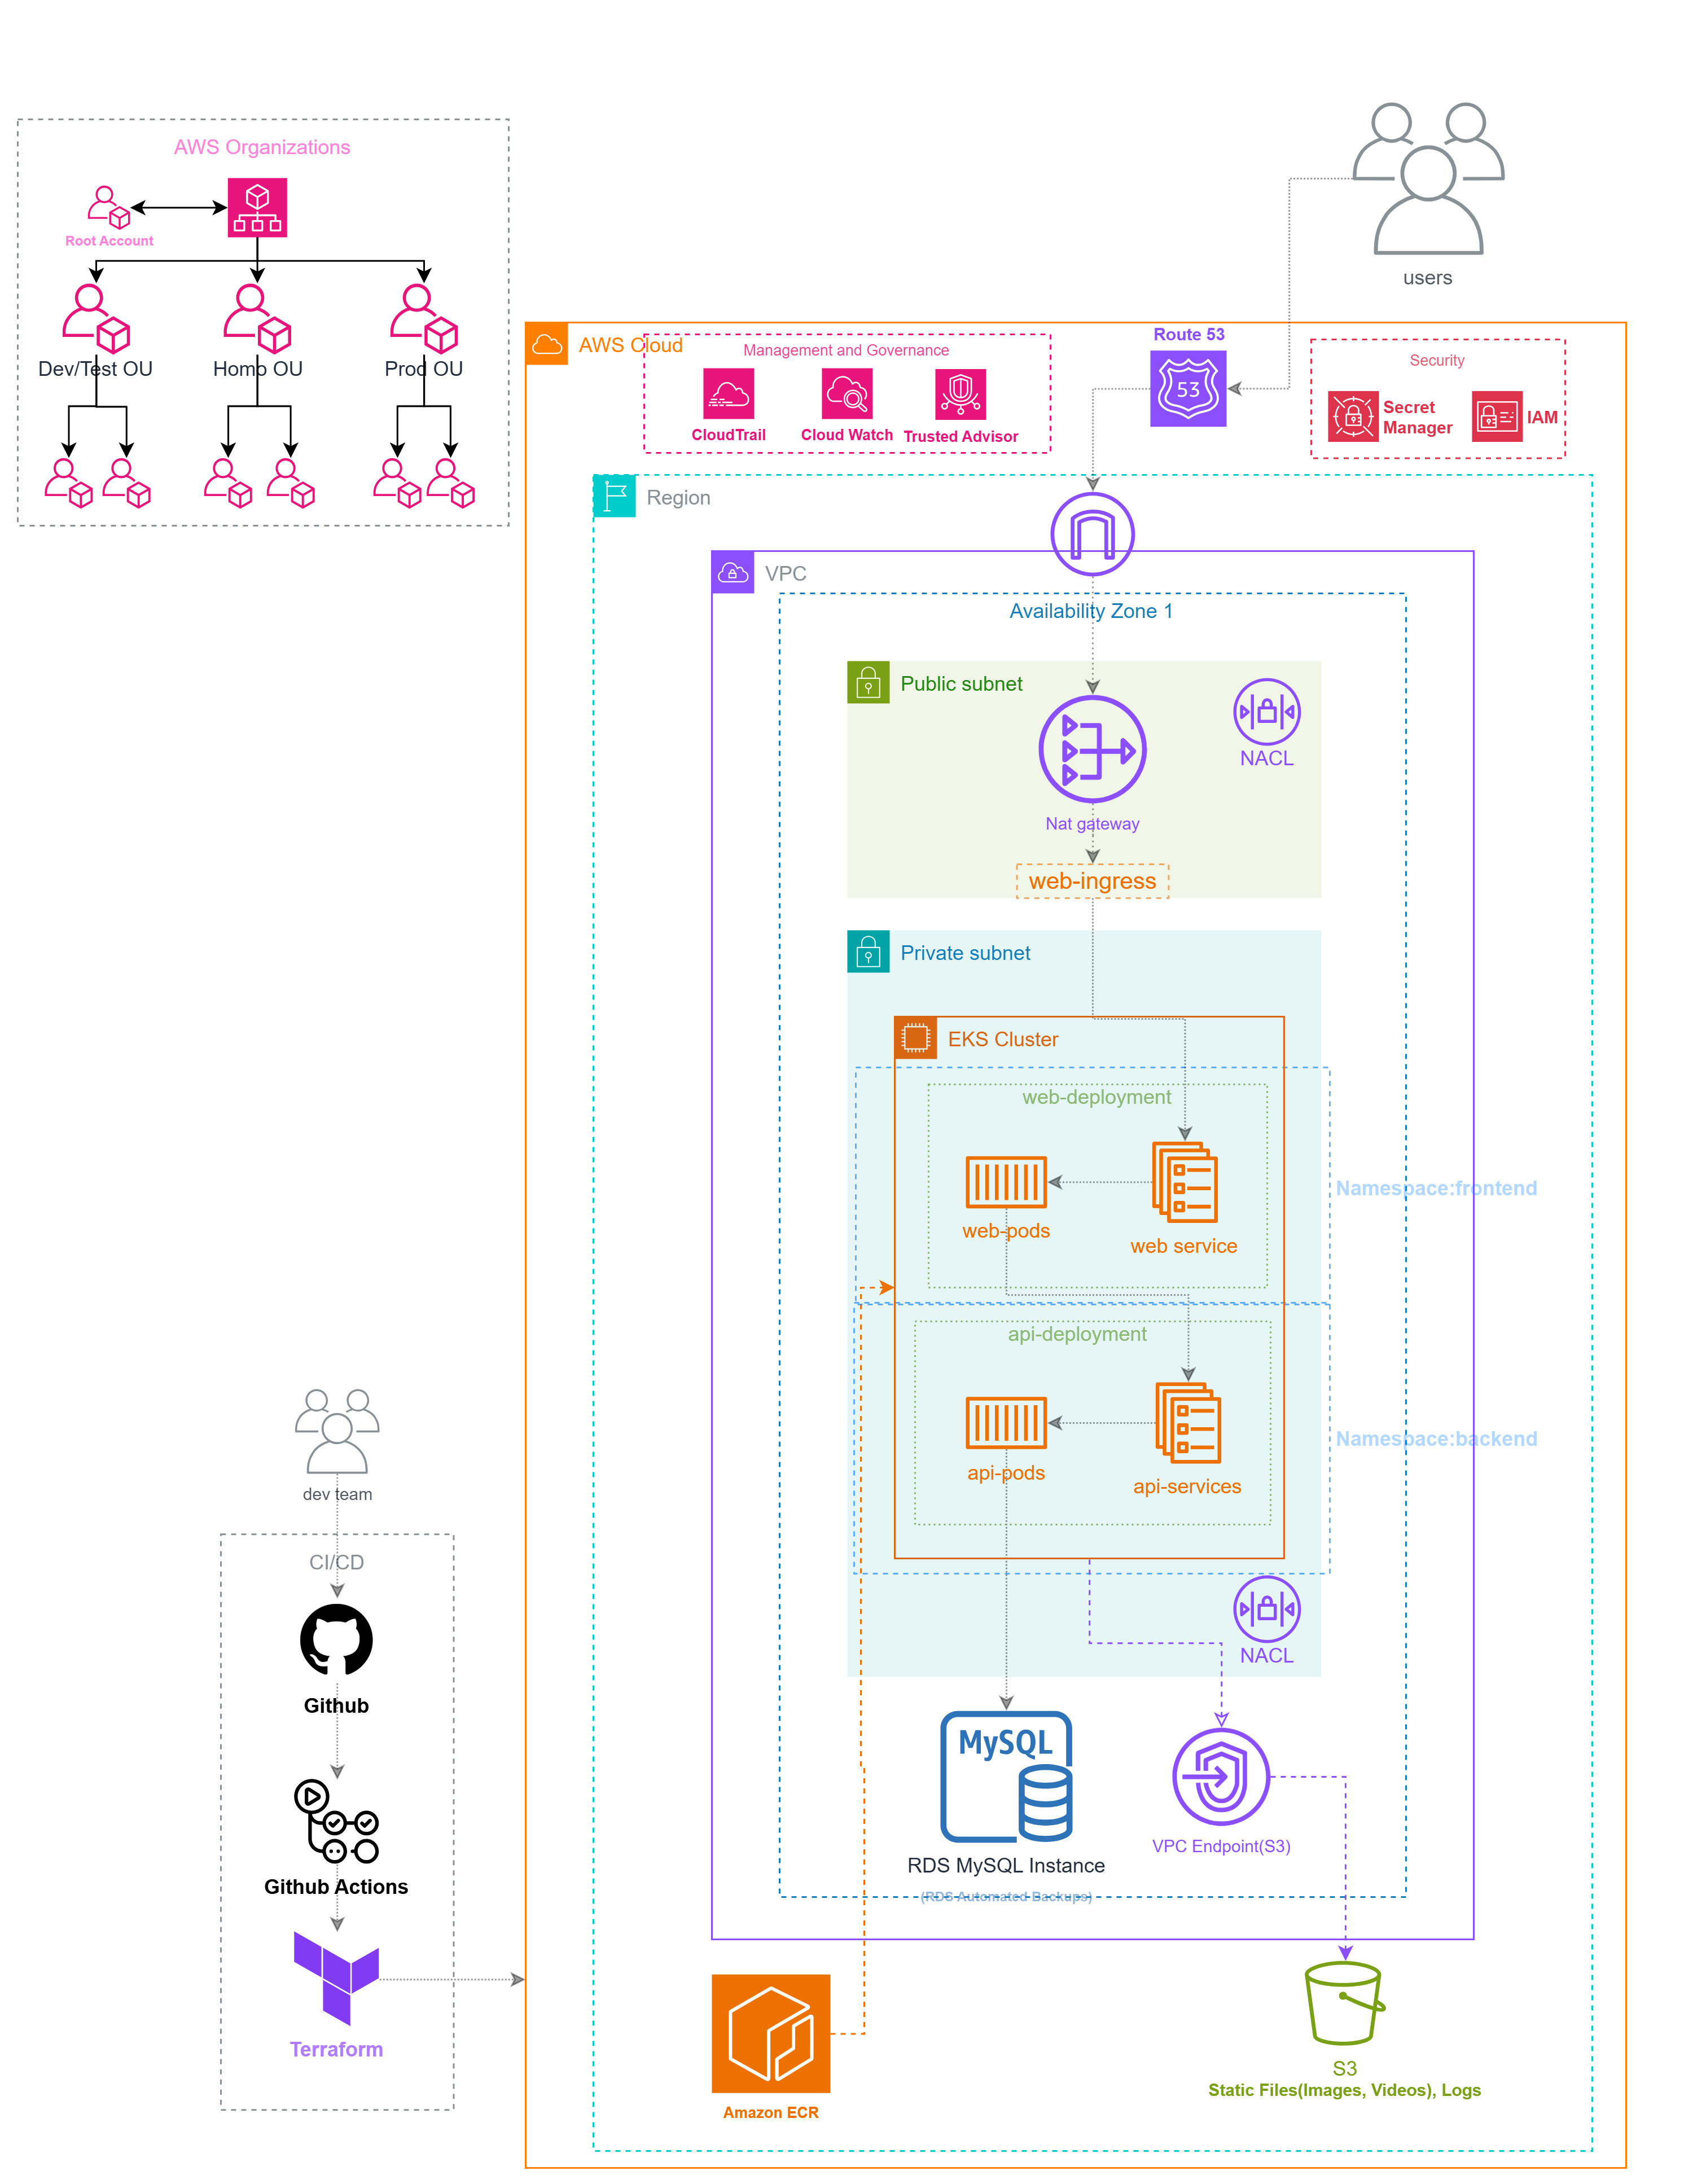 AWS Organizations
Root Account
Dev/Test OU
Homo OU
Prod OU
users
AWS Cloud
Management and Governance
CloudTrail
Cloud Watch
Trusted Advisor
Route 53
53
Security
Secret
Manager
IAM
Region
VPC
Availability Zone 1
Public subnet
NACL
Nat gateway
web-ingress
Private subnet
EKS Cluster
web-deployment
web-pods
web service
Namespace:frontend
api-deployment
api-pods
api-services
Namespace:backend
NACL
MySQL
RDS MySQL Instance
(RDS Automated Backups)
VPC Endpoint(S3)
dev team
CI/CD
Github
Github Actions
Terraform
Amazon ECR
S3
Static Files(Images, Videos), Logs